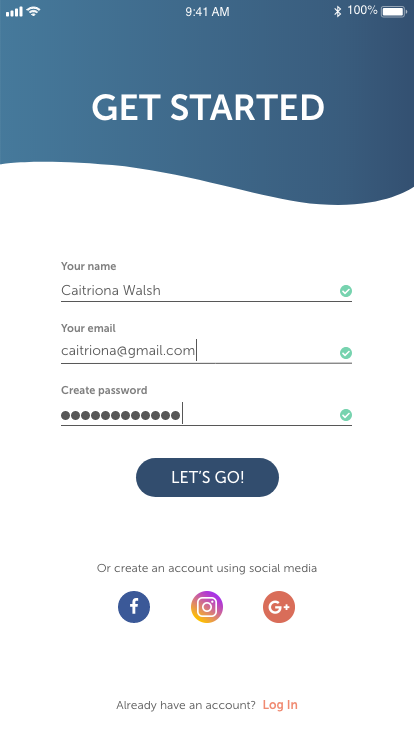 9:41 AM 100%
GET STARTED
Your name
Caitriona Walsh
Your email
caitriona@gmail.com
Create password
●●●●●●●●●●●●
LET'S GO!
Or create an account using social media
f G+
Already have an account? Log In